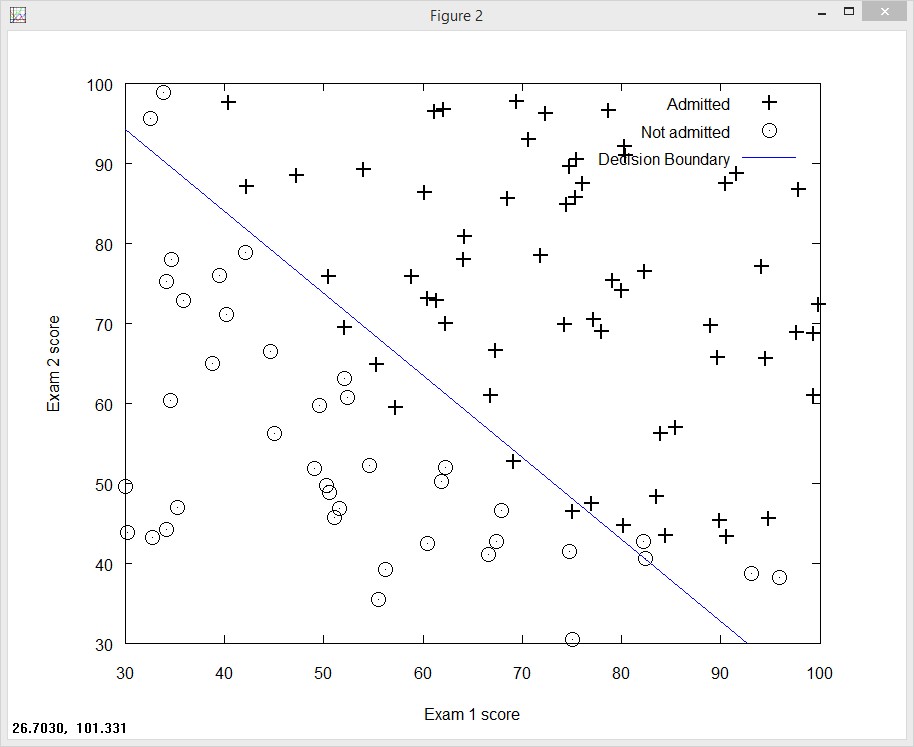 Figure 2
100
90
80
70
60
50
40
30
30 40 50 60 70 80 90 100
Exam 2 score
Exam 1 score
Admitted
Not admitted
Decision Boundary
26.7030, 101.331